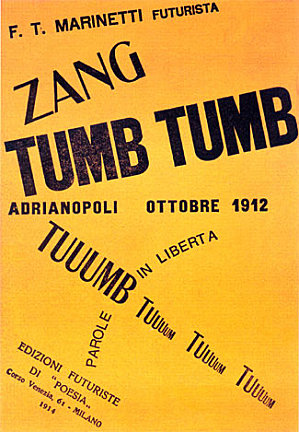 F. T. MARINETTI FUTURISTA
ZANG
TUMB TUMB
ADRIANOPOLI OTTOBRE 1912
TUUUMB
TUUUUM TUUUUM TUUUUM
PAROLE IN LIBERTA
EDIZIONI FUTURISTE
DI "POESIA"
Corso Venezia, 61 - MILANO
1914